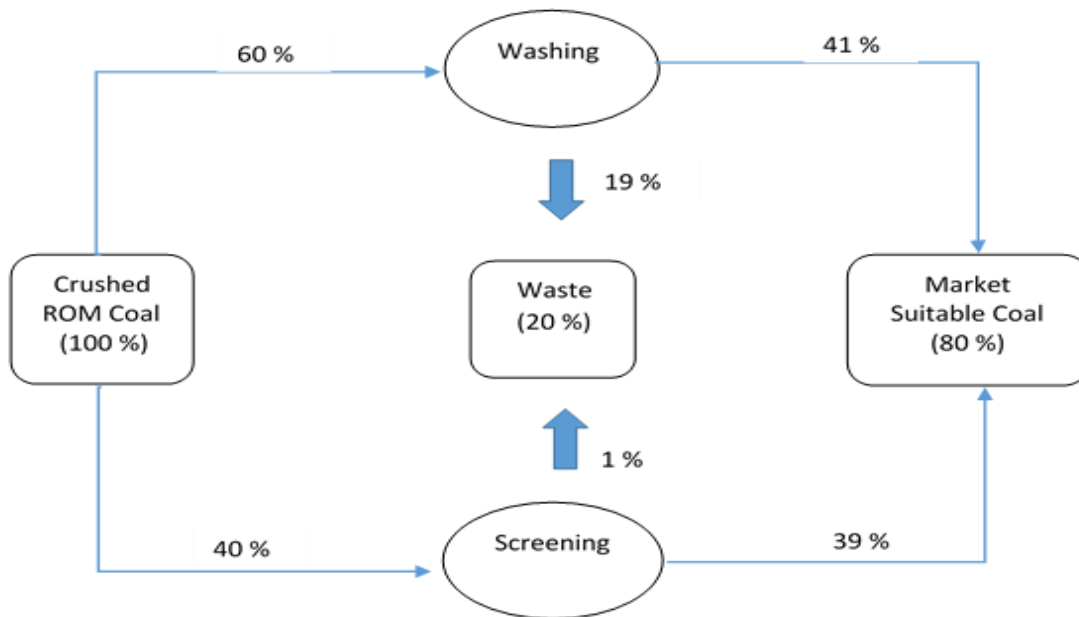 60 %
Washing
41 %
19 %
Crushed
ROM Coal
(100 %)
Waste
(20 %)
Market
Suitable Coal
(80 %)
1 %
40 %
Screening
39 %